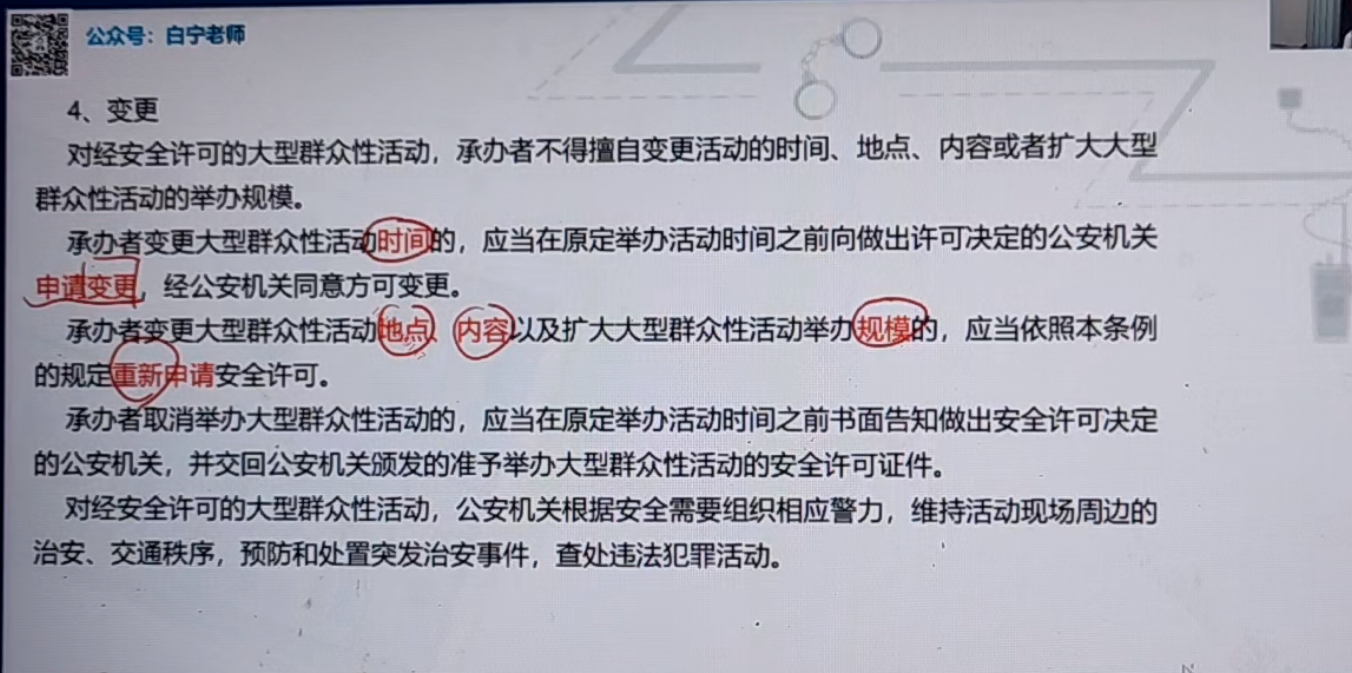 公众号：白宁老师
4、变更
对经安全许可的大型群众性活动，承办者不得擅自变更活动的时间、地点、内容或者扩大大型
群众性活动的举办规模。
承办者变更大型群众性活动时间的，应当在原定举办活动时间之前向做出许可决定的公安机关
申请变更，经公安机关同意方可变更。
承办者变更大型群众性活动地点、内容以及扩大大型群众性活动举办规模的，应当依照本条例
的规定重新申请安全许可。
承办者取消举办大型群众性活动的，应当在原定举办活动时间之前书面告知做出安全许可决定
的公安机关，并交回公安机关颁发的准予举办大型群众性活动的安全许可证件。
对经安全许可的大型群众性活动，公安机关根据安全需要组织相应警力，维持活动现场周边的
治安、交通秩序，预防和处置突发治安事件，查处违法犯罪活动。